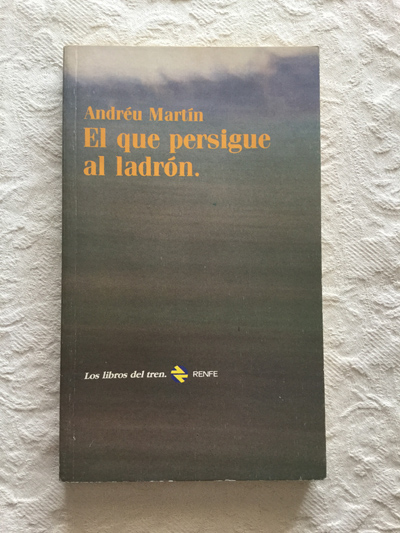 Andréu Martín
El que persigue
al ladrón.
Los libros del tren. RENFE